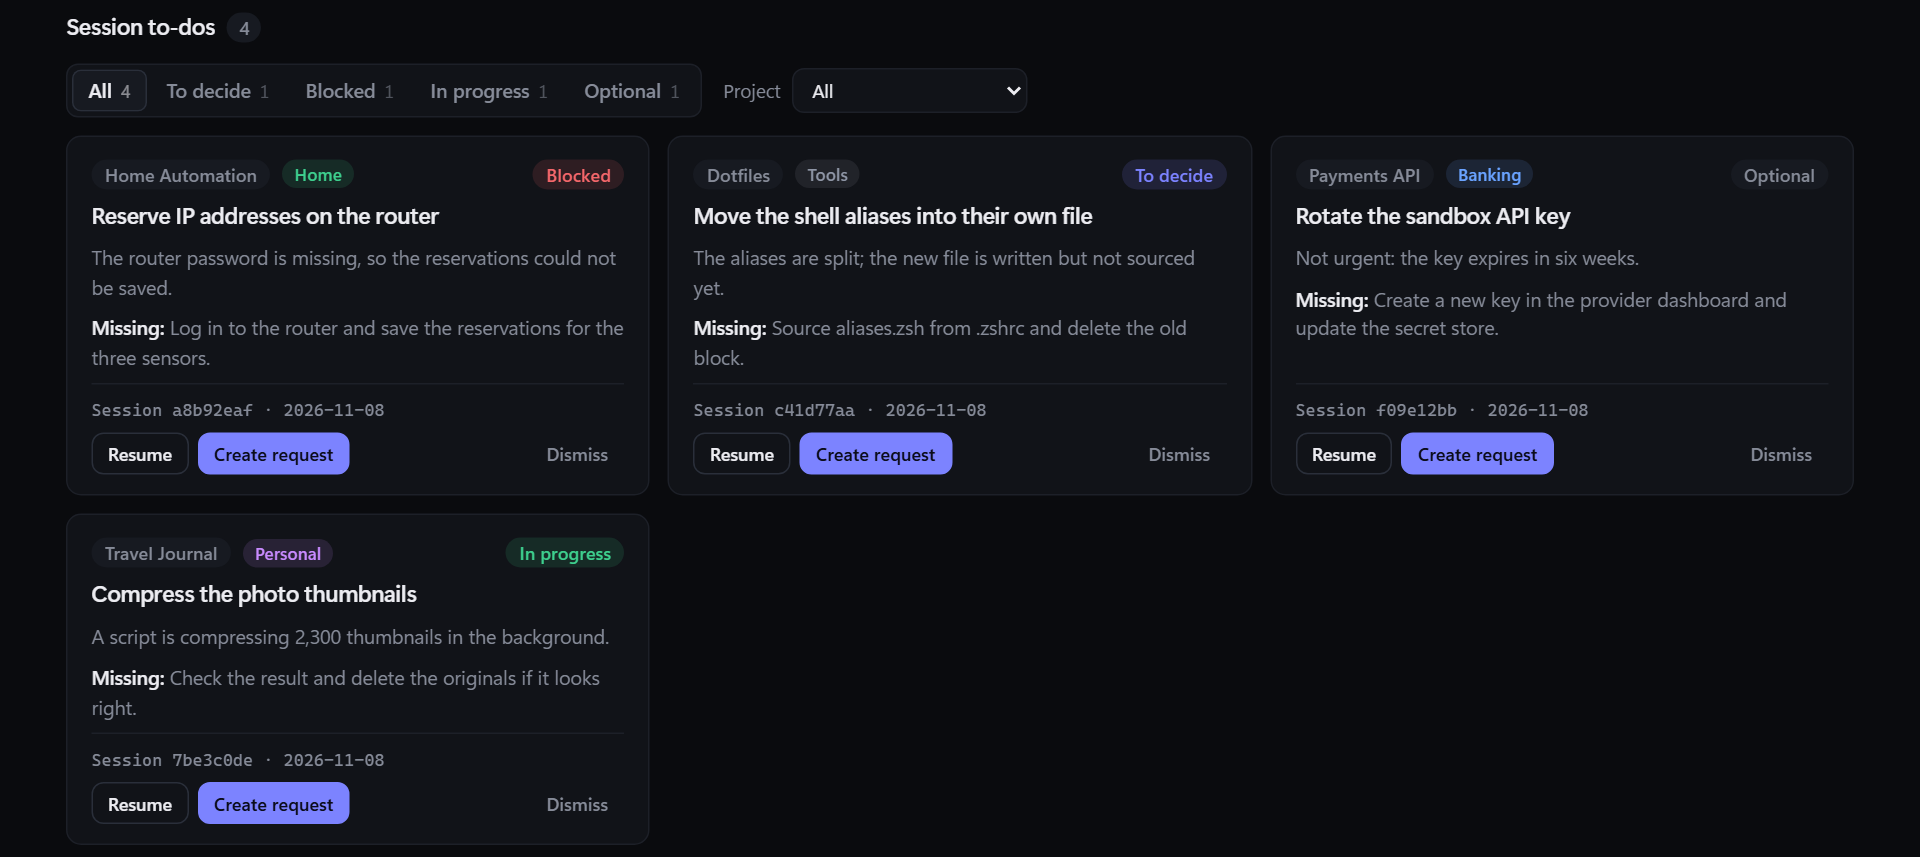 Session to-dos 4
All 4 To decide 1 Blocked 1 In progress 1 Optional 1 Project All
Home Automation Home Blocked
Reserve IP addresses on the router
The router password is missing, so the reservations could not
be saved.
Missing: Log in to the router and save the reservations for the
three sensors.
Session a8b92eaf · 2026-11-08
Resume Create request Dismiss
Dotfiles Tools To decide
Move the shell aliases into their own file
The aliases are split; the new file is written but not sourced
yet.
Missing: Source aliases.zsh from .zshrc and delete the old
block.
Session c41d77aa · 2026-11-08
Resume Create request Dismiss
Payments API Banking Optional
Rotate the sandbox API key
Not urgent: the key expires in six weeks.
Missing: Create a new key in the provider dashboard and
update the secret store.
Session f09e12bb · 2026-11-08
Resume Create request Dismiss
Travel Journal Personal In progress
Compress the photo thumbnails
A script is compressing 2,300 thumbnails in the background.
Missing: Check the result and delete the originals if it looks
right.
Session 7be3c0de · 2026-11-08
Resume Create request Dismiss